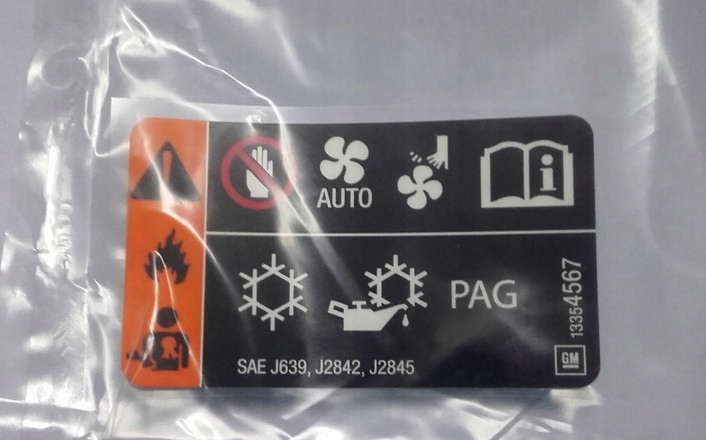 AUTO
i
PAG
13354567
GM
SAE J639, J2842, J2845